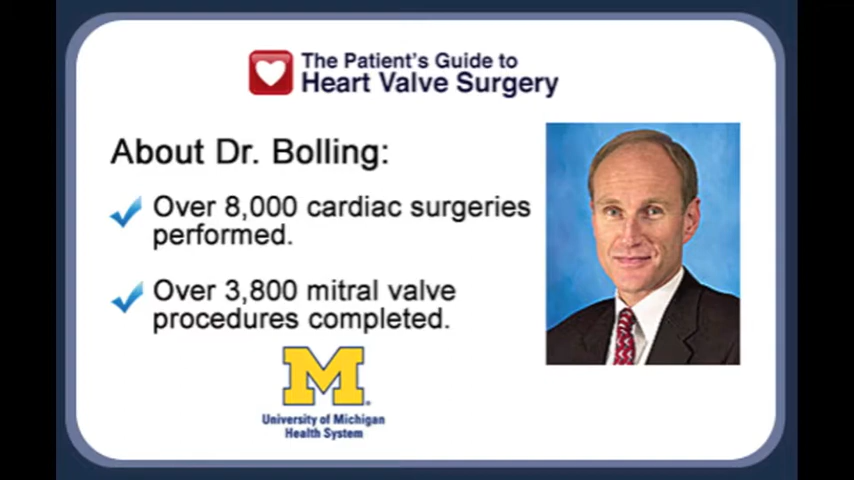 The Patient's Guide to
Heart Valve Surgery
About Dr. Bolling:
Over 8,000 cardiac surgeries
performed.
Over 3,800 mitral valve
procedures completed.
M
University of Michigan
Health System